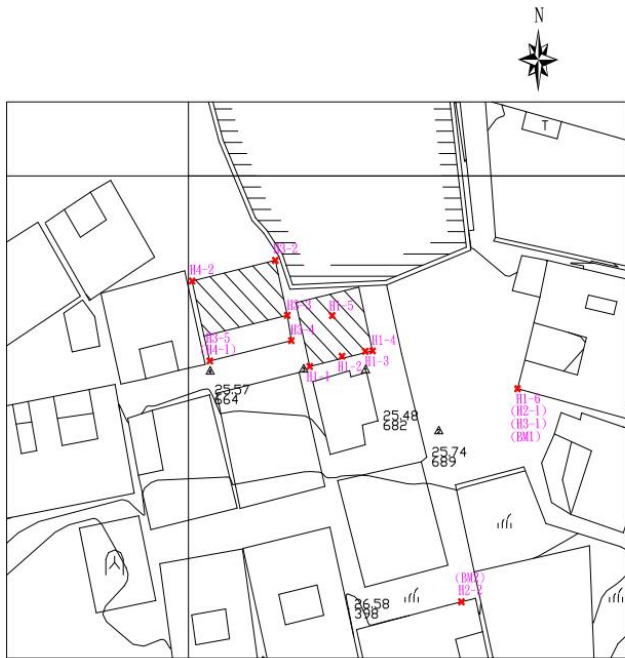 N
T
H3-2
H4-2
H3-3
H1-5
H3-4
H3-5
(H4-1)
H1-4
H1-3
H1-2
H1-1
25.57
664
25.48
682
H1-6
(H2-1)
(H3-1)
(BM1)
25.74
689
(BM2)
H2-2
26.58
398